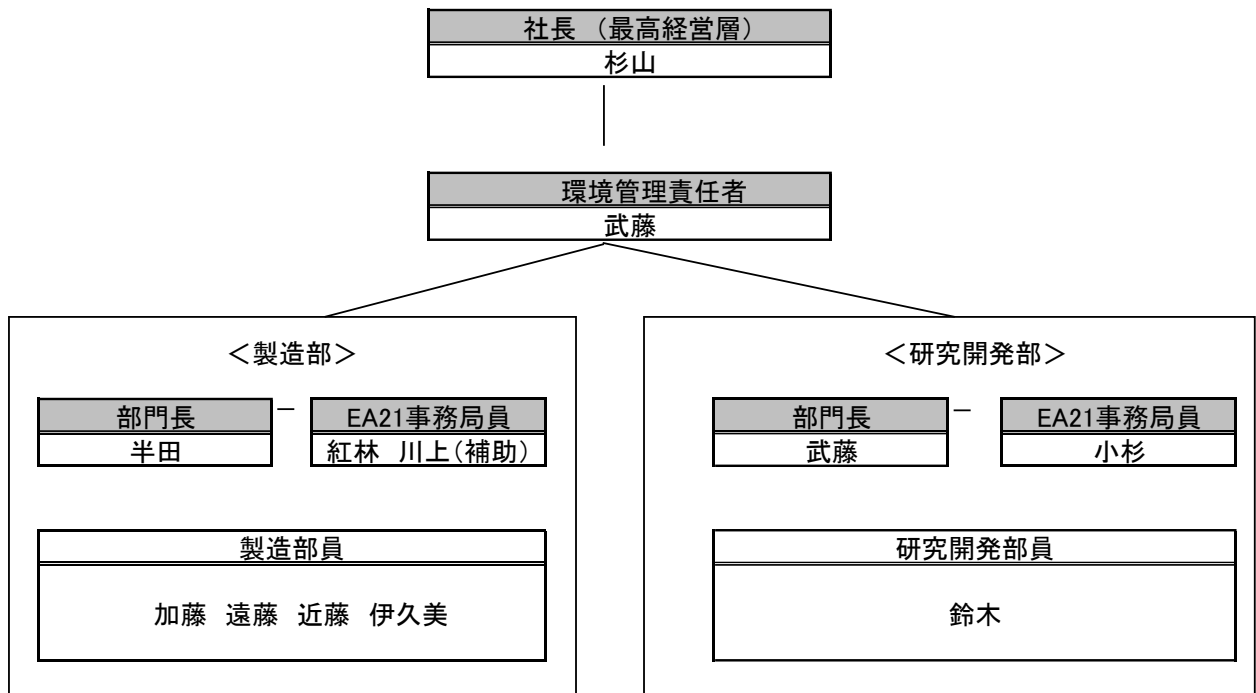 社長 （最高経営層）
杉山
環境管理責任者
武藤
＜製造部＞
部門長 － EA21事務局員
半田 紅林 川上（補助）
製造部員
加藤 遠藤 近藤 伊久美
＜研究開発部＞
部門長 － EA21事務局員
武藤 小杉
研究開発部員
鈴木